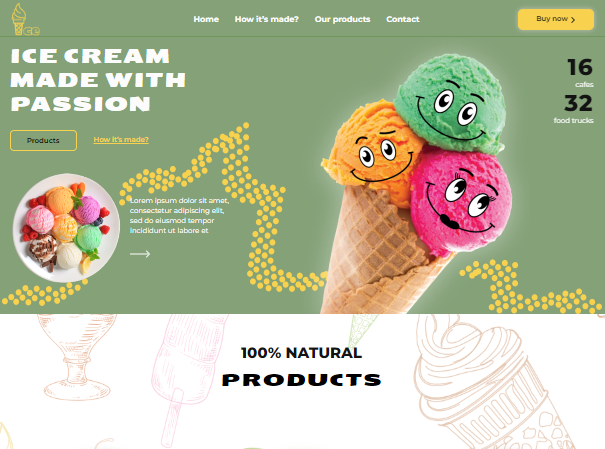 ice
Home How it's made? Our products Contact
Buy now
ICE CREAM
MADE WITH
PASSION
16
cafes
32
food trucks
Products How it's made?
Lorem ipsum dolor sit amet,
consectetur adipiscing elit,
sed do eiusmod tempor
incididunt ut labore et
100% NATURAL
PRODUCTS